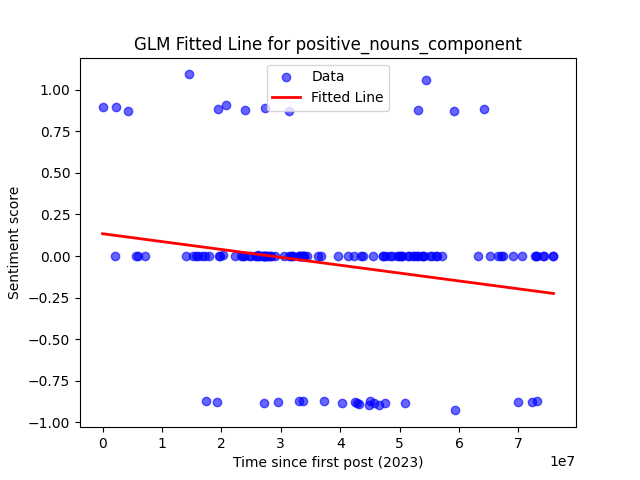 GLM Fitted Line for positive_nouns_component
Data
Fitted Line
Sentiment score
1.00
0.75
0.50
0.25
0.00
−0.25
−0.50
−0.75
−1.00
0 1 2 3 4 5 6 7
1e7
Time since first post (2023)